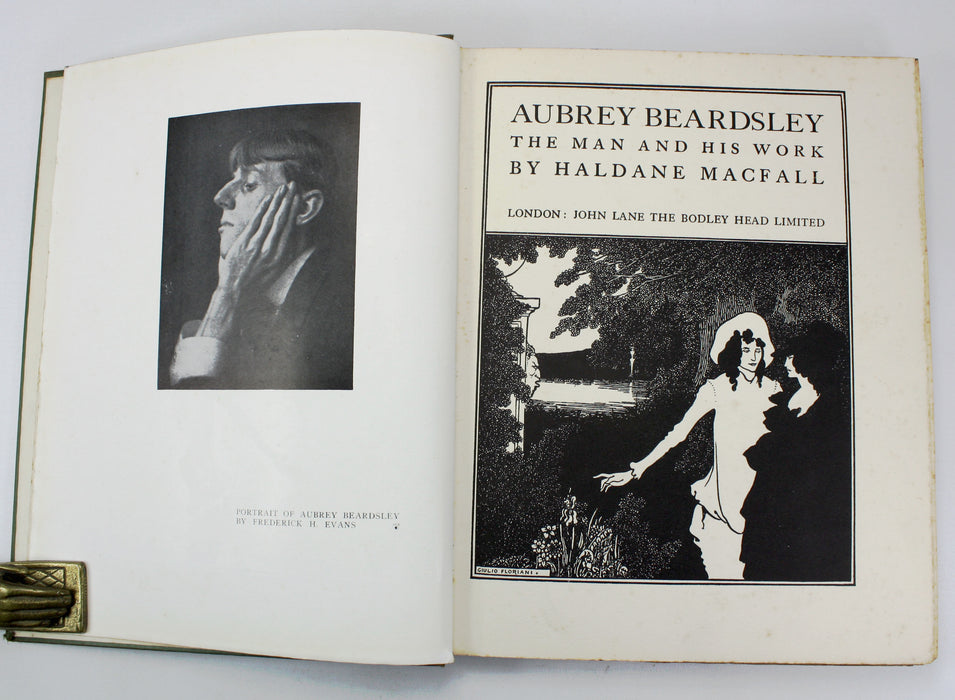 PORTRAIT OF AUBREY BEARDSLEY
BY FREDERICK H. EVANS
AUBREY BEARDSLEY
THE MAN AND HIS WORK
BY HALDANE MACFALL
LONDON: JOHN LANE THE BODLEY HEAD LIMITED
GIULIO FLORIANI.